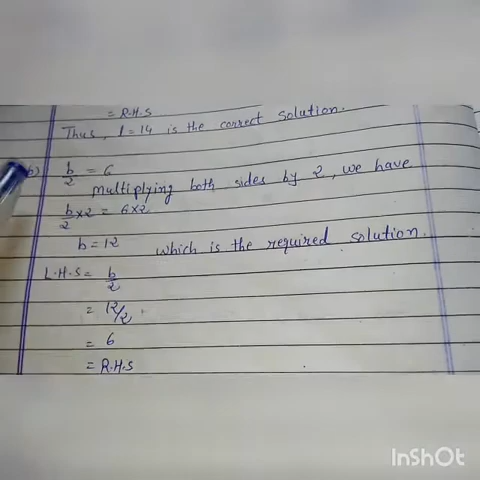 = R.H.S
Thus, l = 14 is the correct solution.
b) b/2 = 6
multiplying both sides by 2, we have
b/2 × 2 = 6 × 2
b = 12 which is the required solution.
L.H.S = b/2
= 12/2
= 6
= R.H.S
InShOt